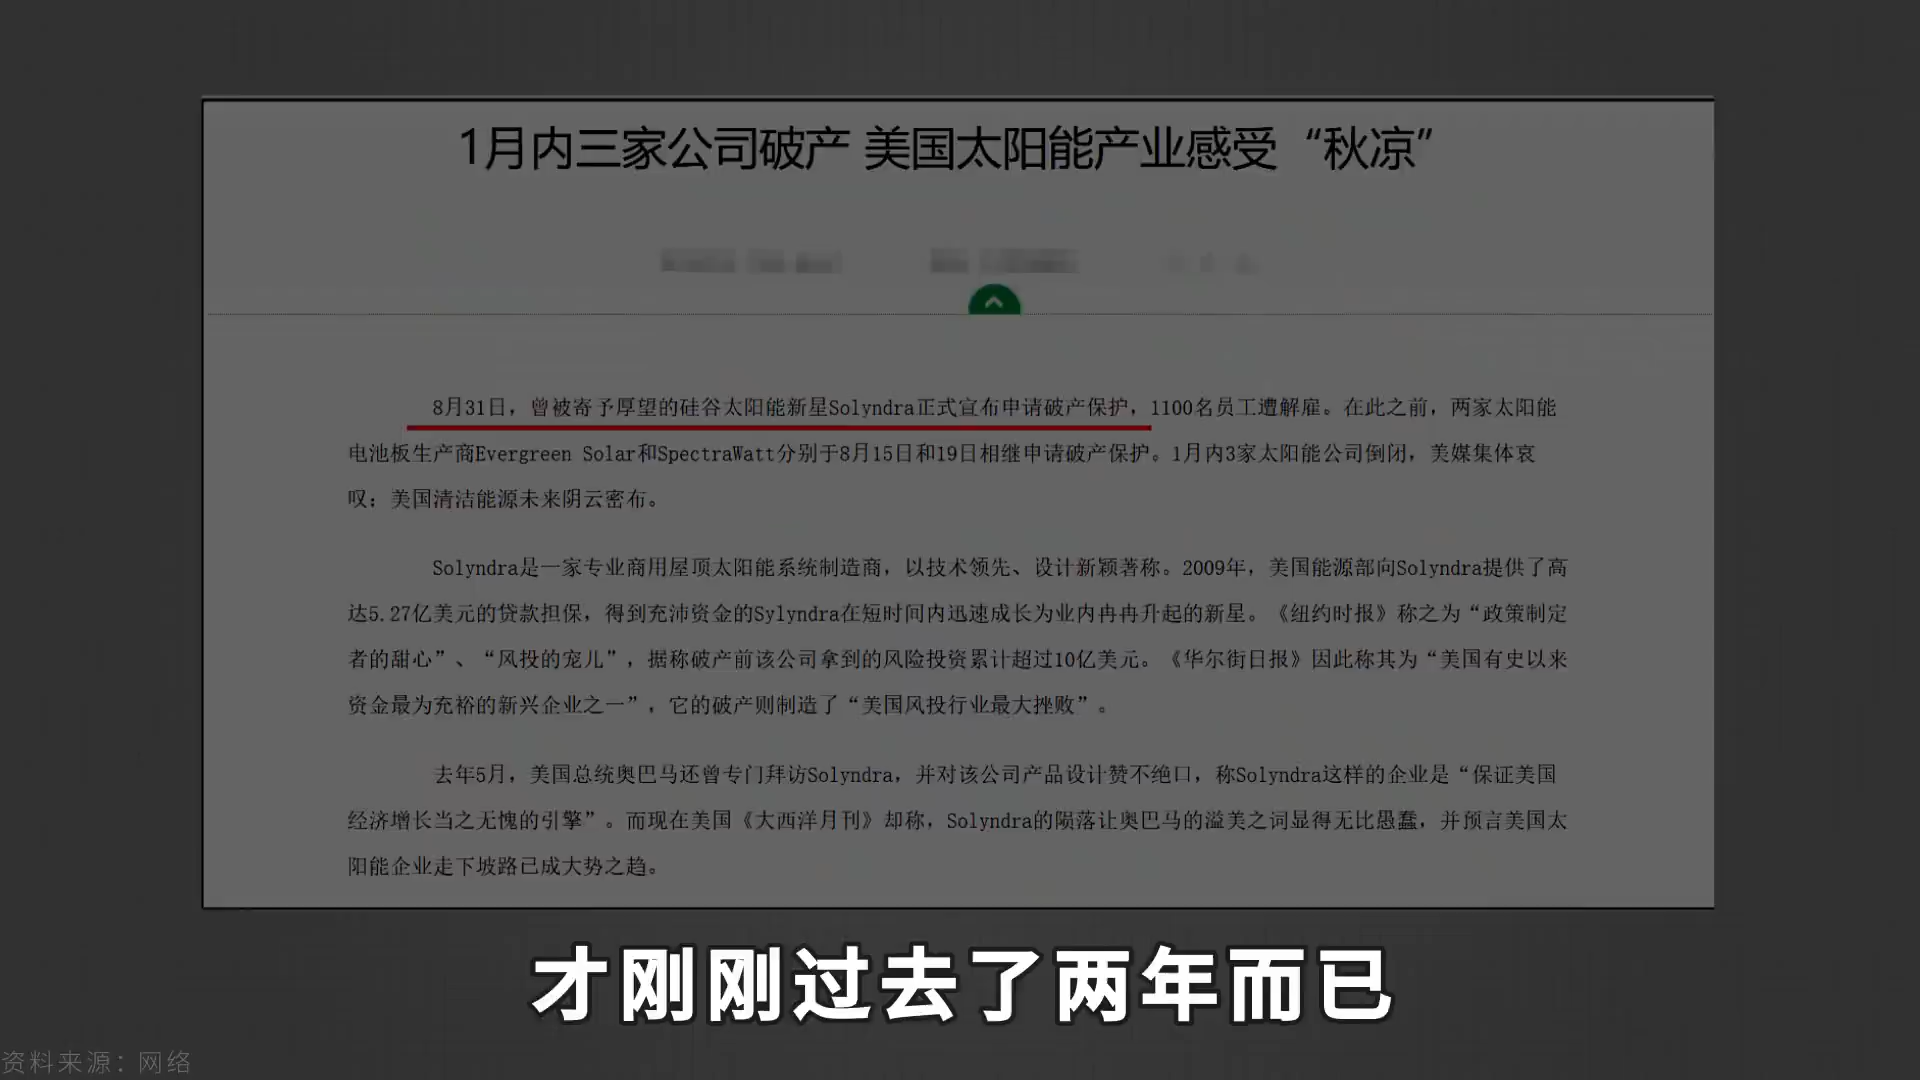 1月内三家公司破产 美国太阳能产业感受“秋凉”
8月31日，曾被寄予厚望的硅谷太阳能新星Solyndra正式宣布申请破产保护，1100名员工遭解雇。在此之前，两家太阳能
电池板生产商Evergreen Solar和SpectraWatt分别于8月15日和19日相继申请破产保护。1月内3家太阳能公司倒闭，美媒集体哀
叹：美国清洁能源未来阴云密布。
Solyndra是一家专业商用屋顶太阳能系统制造商，以技术领先、设计新颖著称。2009年，美国能源部向Solyndra提供了高
达5.27亿美元的贷款担保，得到充沛资金的Sylyndra在短时间内迅速成长为业内冉冉升起的新星。《纽约时报》称之为“政策制定
者的甜心”、“风投的宠儿”，据称破产前该公司拿到的风险投资累计超过10亿美元。《华尔街日报》因此称其为“美国有史以来
资金最为充裕的新兴企业之一”，它的破产则制造了“美国风投行业最大挫败”。
去年5月，美国总统奥巴马还曾专门拜访Solyndra，并对该公司产品设计赞不绝口，称Solyndra这样的企业是“保证美国
经济增长当之无愧的引擎”。而现在美国《大西洋月刊》却称，Solyndra的陨落让奥巴马的溢美之词显得无比愚蠢，并预言美国太
阳能企业走下坡路已成大势之趋。
才刚刚过去了两年而已
资料来源：网络